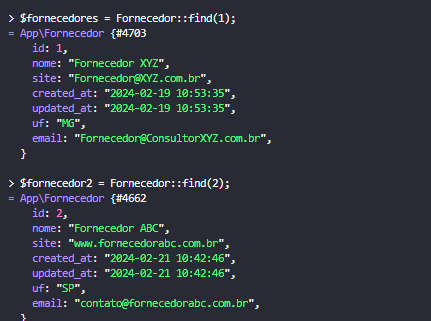 > $fornecedores = Fornecedor::find(1);
= App\Fornecedor {#4703
id: 1,
nome: "Fornecedor XYZ",
site: "Fornecedor@XYZ.com.br",
created_at: "2024-02-19 10:53:35",
updated_at: "2024-02-19 10:53:35",
uf: "MG",
email: "Fornecedor@ConsultorXYZ.com.br",
}
> $fornecedor2 = Fornecedor::find(2);
= App\Fornecedor {#4662
id: 2,
nome: "Fornecedor ABC",
site: "www.fornecedorabc.com.br",
created_at: "2024-02-21 10:42:46",
updated_at: "2024-02-21 10:42:46",
uf: "SP",
email: "contato@fornecedorabc.com.br",
}